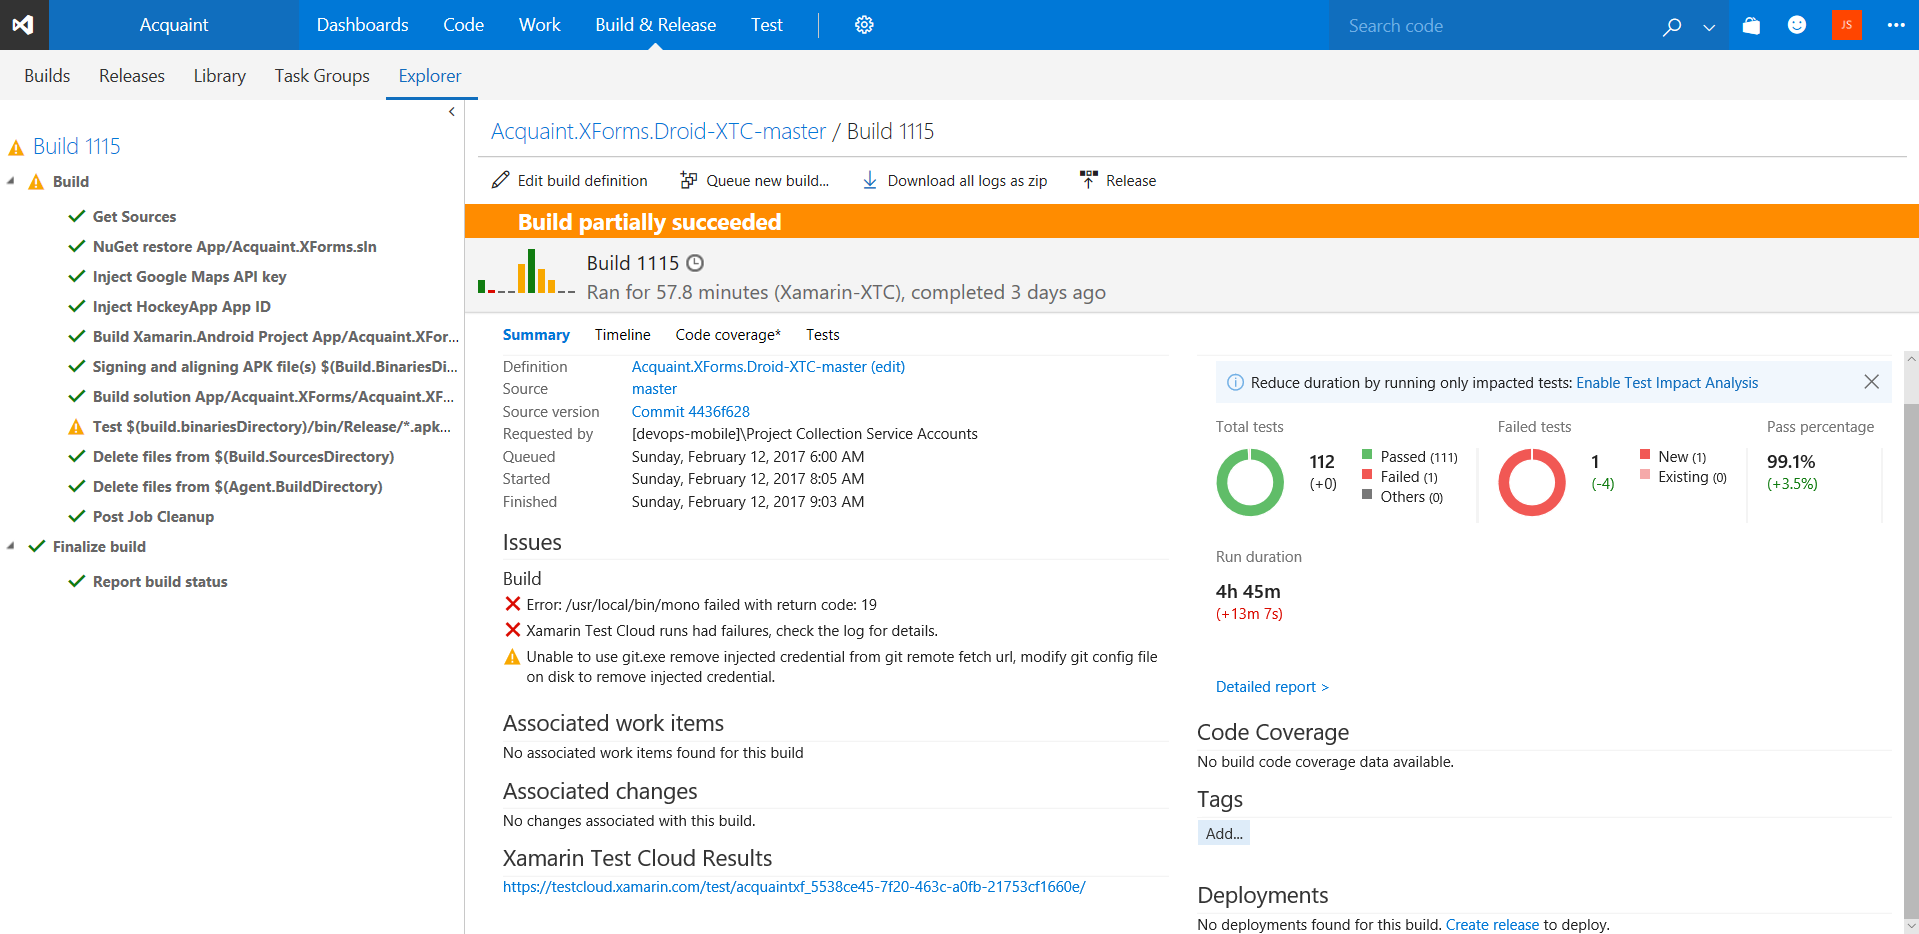 Acquaint
Dashboards
Code
Work
Build & Release
Test
Search code
JS
Builds
Releases
Library
Task Groups
Explorer
Build 1115
Build
Get Sources
NuGet restore App/Acquaint.XForms.sln
Inject Google Maps API key
Inject HockeyApp App ID
Build Xamarin.Android Project App/Acquaint.XFor...
Signing and aligning APK file(s) $(Build.BinariesDi...
Build solution App/Acquaint.XForms/Acquaint.XF...
Test $(build.binariesDirectory)/bin/Release/*.apk...
Delete files from $(Build.SourcesDirectory)
Delete files from $(Agent.BuildDirectory)
Post Job Cleanup
Finalize build
Report build status
Acquaint.XForms.Droid-XTC-master / Build 1115
Edit build definition
Queue new build...
Download all logs as zip
Release
Build partially succeeded
Build 1115
Ran for 57.8 minutes (Xamarin-XTC), completed 3 days ago
Summary
Timeline
Code coverage*
Tests
Definition Acquaint.XForms.Droid-XTC-master (edit)
Source master
Source version Commit 4436f628
Requested by [devops-mobile]\Project Collection Service Accounts
Queued Sunday, February 12, 2017 6:00 AM
Started Sunday, February 12, 2017 8:05 AM
Finished Sunday, February 12, 2017 9:03 AM
Issues
Build
Error: /usr/local/bin/mono failed with return code: 19
Xamarin Test Cloud runs had failures, check the log for details.
Unable to use git.exe remove injected credential from git remote fetch url, modify git config file
on disk to remove injected credential.
Associated work items
No associated work items found for this build
Associated changes
No changes associated with this build.
Xamarin Test Cloud Results
https://testcloud.xamarin.com/test/acquaintxf_5538ce45-7f20-463c-a0fb-21753cf1660e/
Reduce duration by running only impacted tests: Enable Test Impact Analysis
Total tests
112
(+0)
Passed (111)
Failed (1)
Others (0)
Failed tests
1
(-4)
New (1)
Existing (0)
Pass percentage
99.1%
(+3.5%)
Run duration
4h 45m
(+13m 7s)
Detailed report >
Code Coverage
No build code coverage data available.
Tags
Add...
Deployments
No deployments found for this build. Create release to deploy.